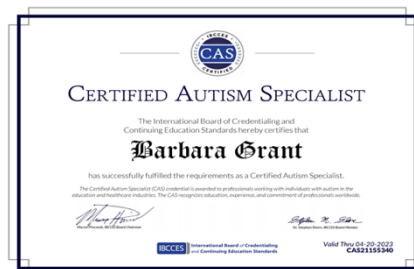 IBCCES
CAS
CERTIFIED
CERTIFIED AUTISM SPECIALIST
The International Board of Credentialing and
Continuing Education Standards hereby certifies that
Barbara Grant
has successfully fulfilled the requirements as a Certified Autism Specialist.
The Certified Autism Specialist (CAS) credential is awarded to professionals working with individuals with autism in the
education and healthcare industries. The CAS recognizes education, experience, and commitment of professionals worldwide.
IBCCES International Board of Credentialing
and Continuing Education Standards
Valid Thru 04-20-2023
CAS21155340